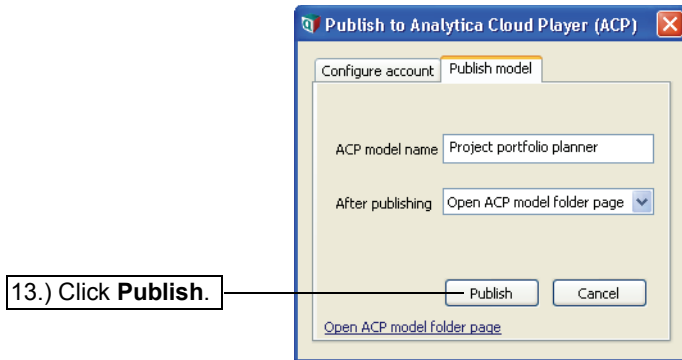 Publish to Analytica Cloud Player (ACP)
Configure account Publish model
ACP model name Project portfolio planner
After publishing Open ACP model folder page
13.) Click Publish.
Publish Cancel
Open ACP model folder page